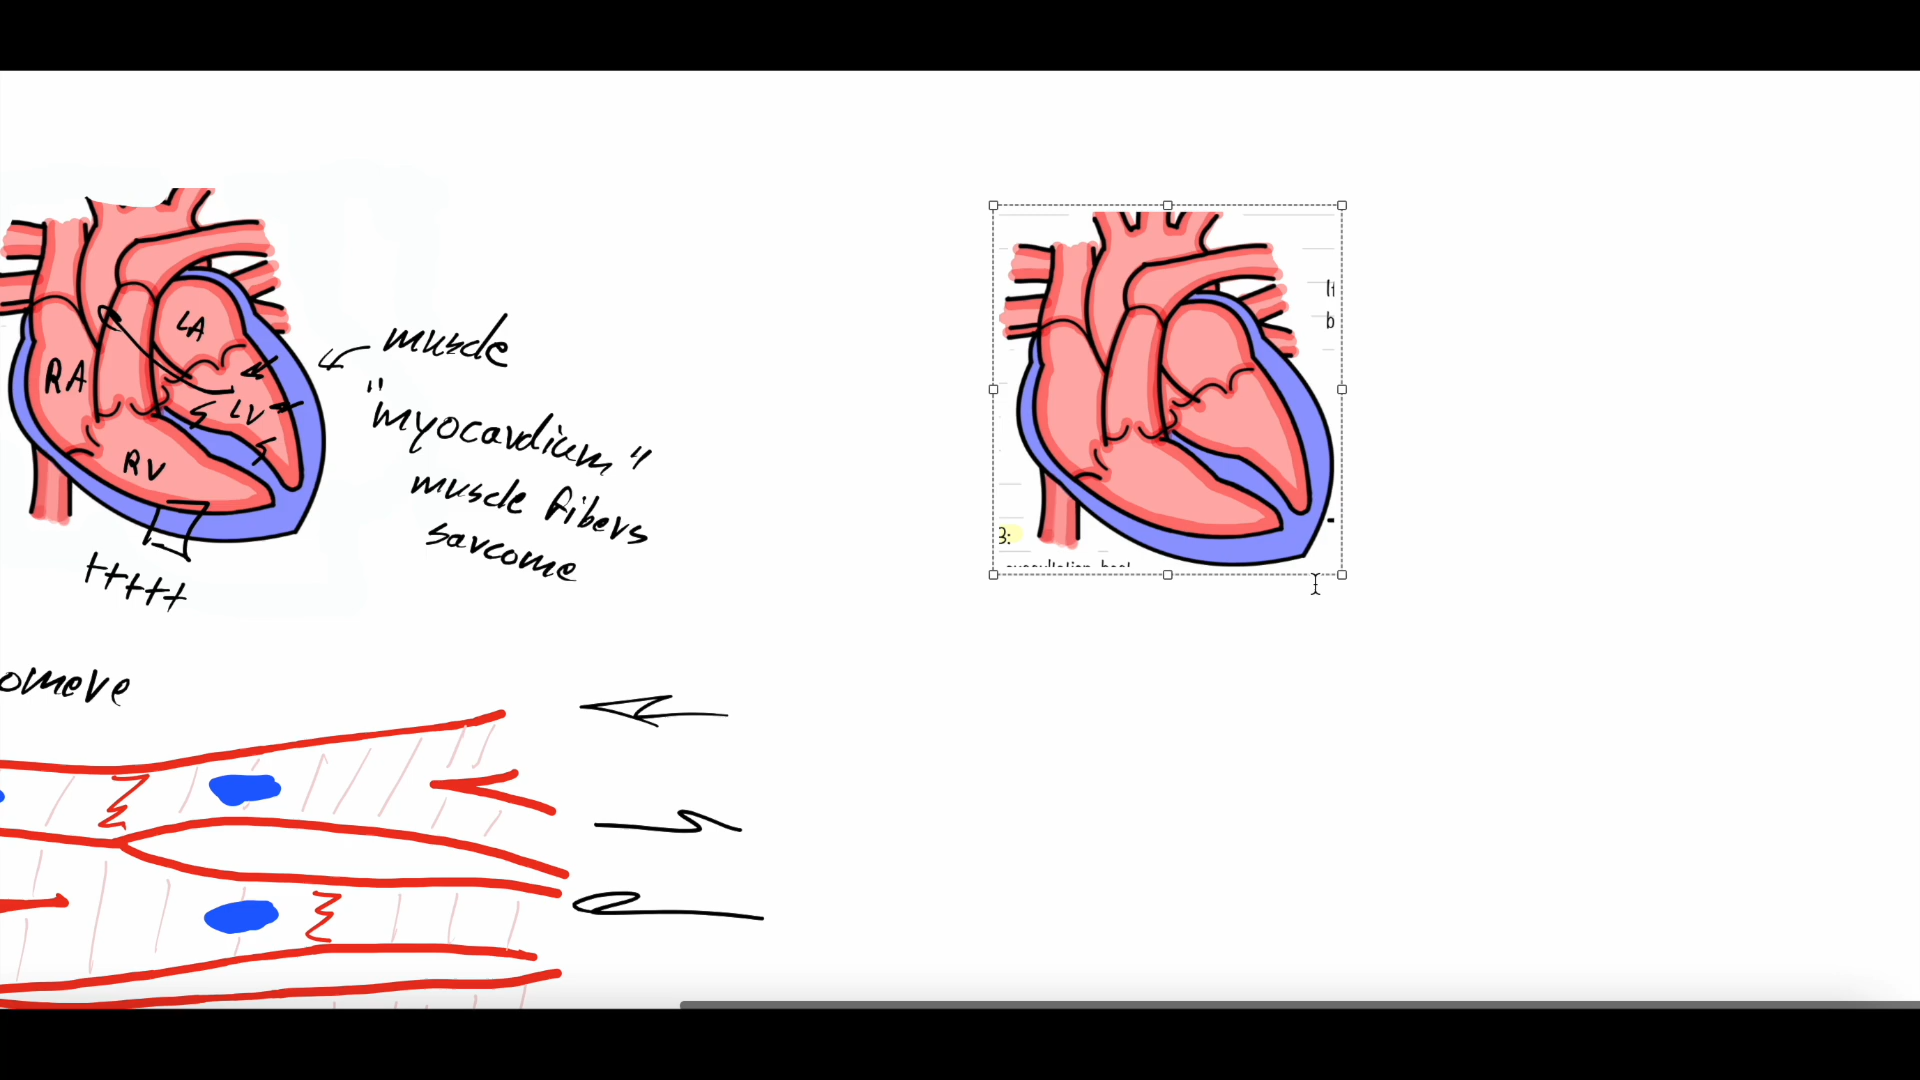 LA
RA
LV
RV
muscle
"myocardium"
muscle fibers
sarcome
+++++
omere
B: